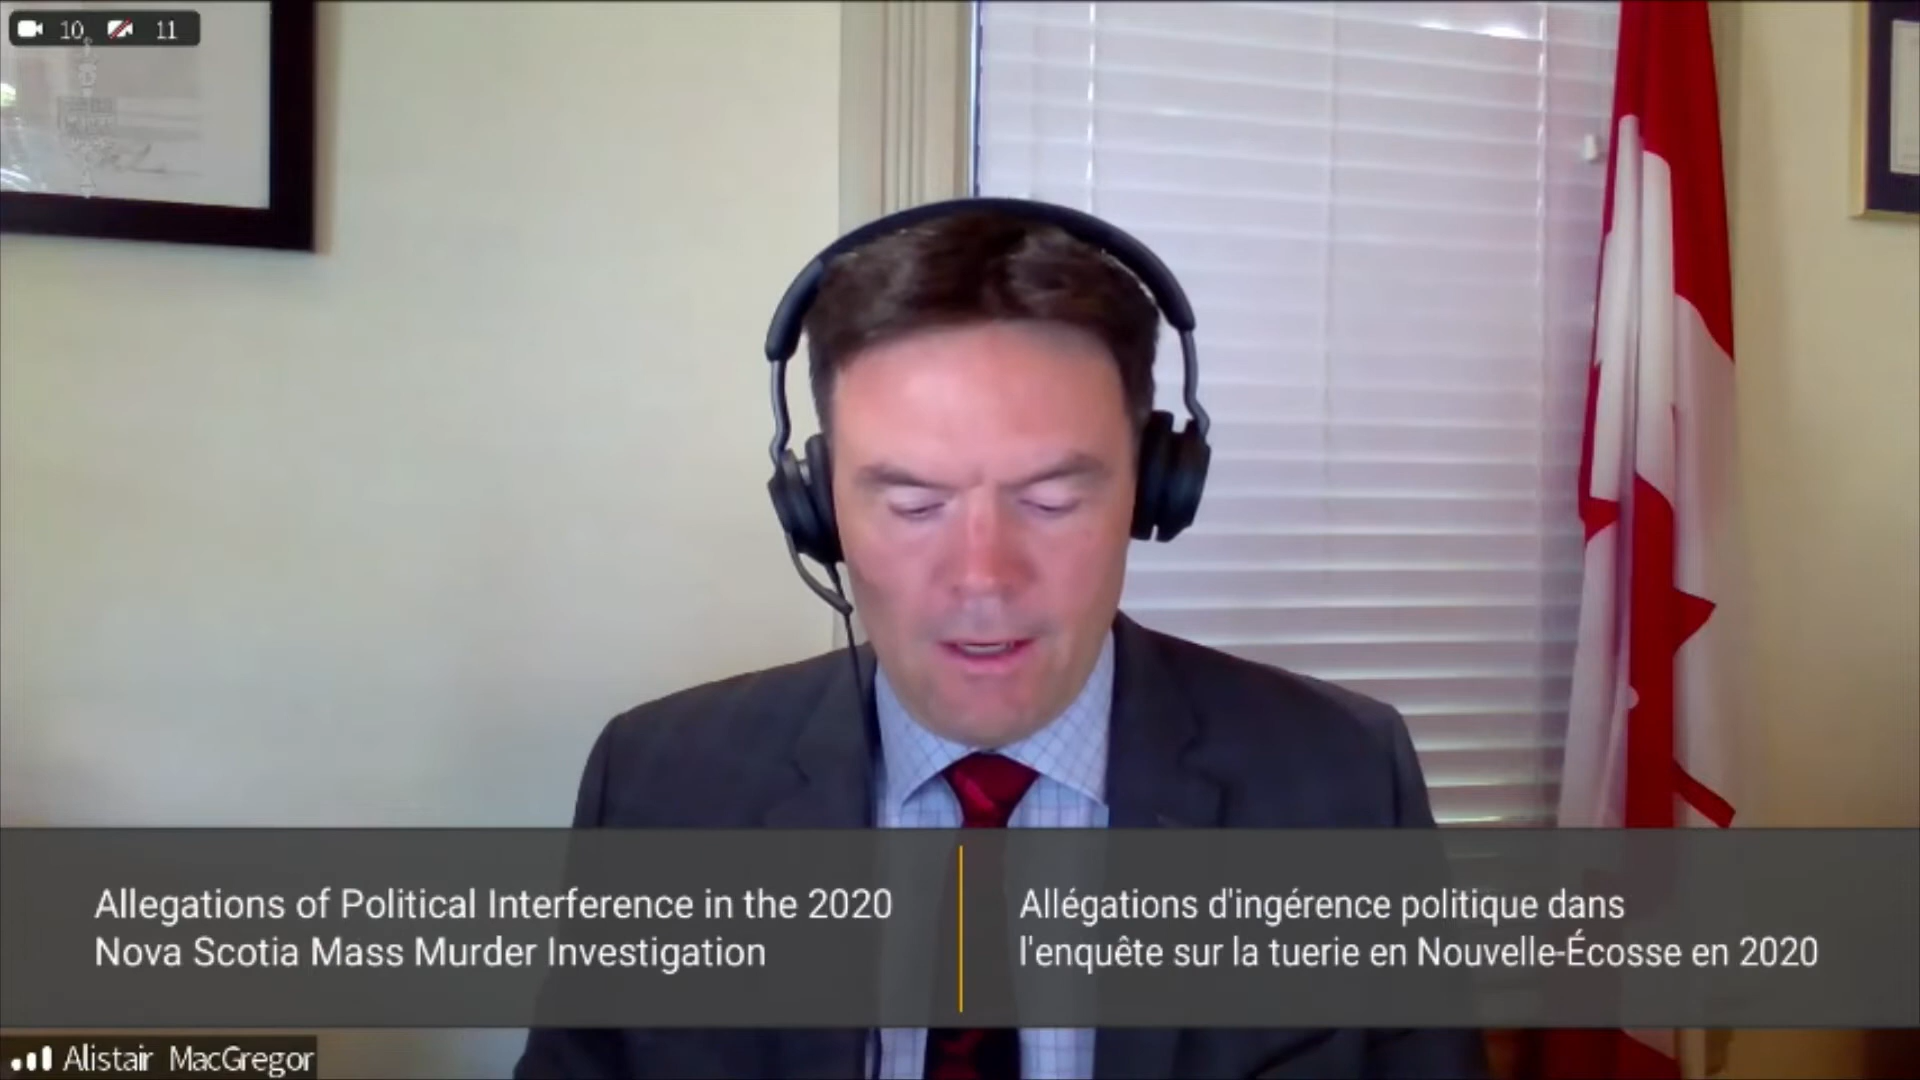 10 11
Allegations of Political Interference in the 2020
Nova Scotia Mass Murder Investigation
Allégations d'ingérence politique dans
l'enquête sur la tuerie en Nouvelle-Écosse en 2020
Alistair MacGregor